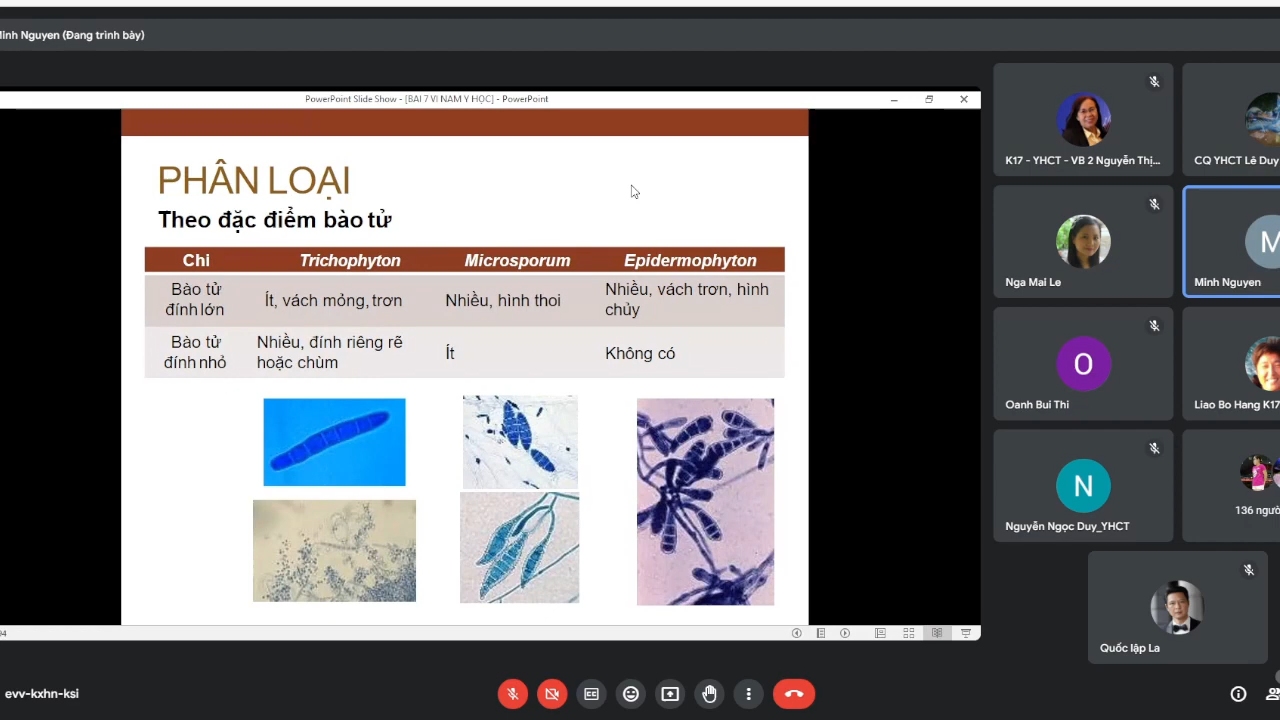 Minh Nguyen (Đang trình bày)
PowerPoint Slide Show - [BAI 7 VI NAM Y HỌC] - PowerPoint
PHÂN LOẠI
Theo đặc điểm bào tử
Chi Trichophyton Microsporum Epidermophyton
Bào tử đính lớn
Ít, vách mỏng, trơn
Nhiều, hình thoi
Nhiều, vách trơn, hình chủy
Bào tử đính nhỏ
Nhiều, đính riêng rẽ hoặc chùm
Ít
Không có
K17 - YHCT - VB 2 Nguyễn Thị...
CQ YHCT Lê Duy
Nga Mai Le
M
Minh Nguyen
O
Oanh Bui Thi
Liao Bo Hang K17
N
Nguyễn Ngọc Duy_YHCT
136 ngườ
Quốc lập La
94
evv-kxhn-ksi